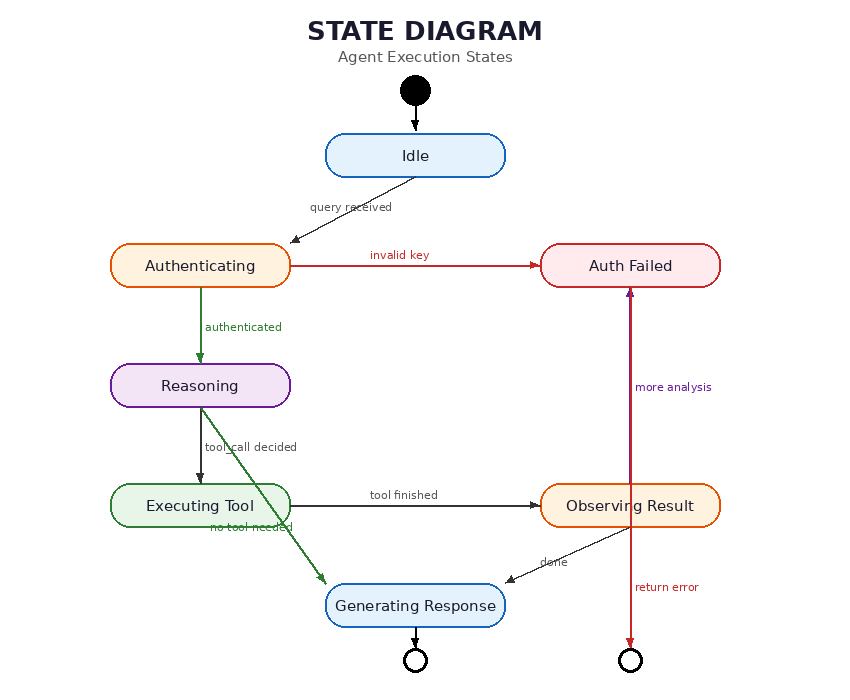 STATE DIAGRAM
Agent Execution States
Idle
query received
Authenticating
invalid key
Auth Failed
authenticated
Reasoning
more analysis
tool_call decided
Executing Tool
tool finished
Observing Result
no tool needed
done
return error
Generating Response